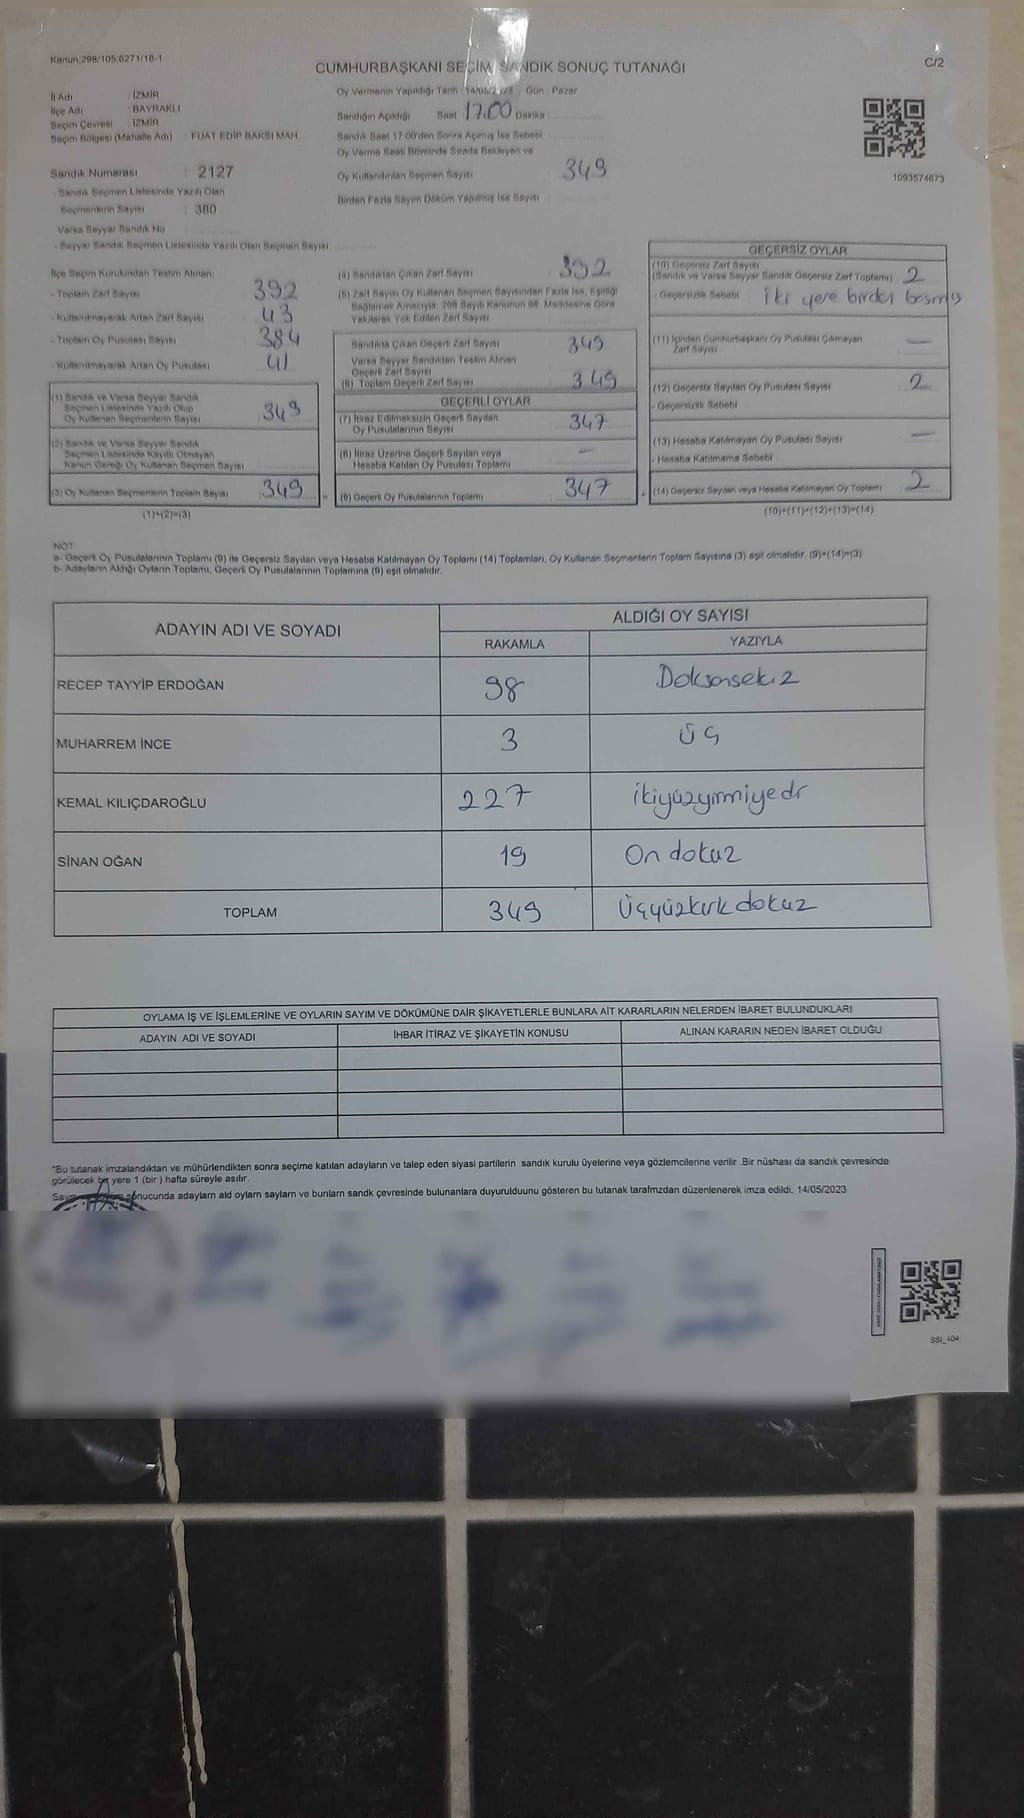 Kanun;298/105;6271/18-1
C/2
CUMHURBAŞKANI SEÇİM SANDIK SONUÇ TUTANAĞI
İl Adı : İZMİR
İlçe Adı : BAYRAKLI
Seçim Çevresi : İZMİR
Seçim Bölgesi (Mahalle Adı) : FUAT EDİP BAKSI MAH.
Sandık Numarası : 2127
- Sandık Seçmen Listesinde Yazılı Olan
Seçmenlerin Sayısı : 380
Varsa Seyyar Sandık No
- Seyyar Sandık Seçmen Listesinde Yazılı Olan Seçmen Sayısı
Oy Vermenin Yapıldığı Tarih : 14/05/2023 Gün : Pazar
Sandığın Açıldığı Saat 17.00 Dakika
Sandık Saat 17:00'den Sonra Açılmış İse Sebebi
Oy Verme Saati Bitiminde Sırada Bekleyen ve
Oy Kullandırılan Seçmen Sayısı : 349
Birden Fazla Sayım Döküm Yapılmış İse Sayısı :
1093574673
İlçe Seçim Kurulundan Teslim Alınan;
- Toplam Zarf Sayısı 392
- Kullanılmayarak Artan Zarf Sayısı 43
- Toplam Oy Pusulası Sayısı 384
- Kullanılmayarak Artan Oy Pusulası 41
(1) Sandık ve Varsa Seyyar Sandık
Seçmen Listesinde Yazılı Olup
Oy Kullanan Seçmenlerin Sayısı 349
(2) Sandık ve Varsa Seyyar Sandık
Seçmen Listesinde Kayıtlı Olmayan
Kanun Gereği Oy Kullanan Seçmen Sayısı
(3) Oy Kullanan Seçmenlerin Toplam Sayısı 349
(1)+(2)=(3)
(4) Sandıktan Çıkan Zarf Sayısı 392
(5) Zarf Sayısı Oy Kullanan Seçmen Sayısından Fazla İse, Eşitliği
Sağlamak Amacıyla, 298 Sayılı Kanunun 98. Maddesine Göre
Yakılarak Yok Edilen Zarf Sayısı
Sandıkta Çıkan Geçerli Zarf Sayısı 349
Varsa Seyyar Sandıktan Teslim Alınan
Geçerli Zarf Sayısı
(6) Toplam Geçerli Zarf Sayısı 349
GEÇERLİ OYLAR
(7) İtiraz Edilmeksizin Geçerli Sayılan
Oy Pusulalarının Sayısı 347
(8) İtiraz Üzerine Geçerli Sayılan veya
Hesaba Katılan Oy Pusulası Toplamı -
(9) Geçerli Oy Pusulalarının Toplamı 347
GEÇERSİZ OYLAR
(10) Geçersiz Zarf Sayısı
(Sandık ve Varsa Seyyar Sandık Geçersiz Zarf Toplamı) 2
- Geçersizlik Sebebi : iki yere birden basmış
(11) İçinden Cumhurbaşkanı Oy Pusulası Çıkmayan
Zarf Sayısı —
(12) Geçersiz Sayılan Oy Pusulası Sayısı 2
- Geçersizlik Sebebi :
(13) Hesaba Katılmayan Oy Pusulası Sayısı —
- Hesaba Katılmama Sebebi :
(14) Geçersiz Sayılan veya Hesaba Katılmayan Oy Toplamı 2
(10)+(11)+(12)+(13)=(14)
NOT
a- Geçerli Oy Pusulalarının Toplamı (9) ile Geçersiz Sayılan veya Hesaba Katılmayan Oy Toplamı (14) Toplamları, Oy Kullanan Seçmenlerin Toplam Sayısına (3) eşit olmalıdır. (9)+(14)=(3)
b- Adayların Aldığı Oyların Toplamı, Geçerli Oy Pusulalarının Toplamına (9) eşit olmalıdır.
ADAYIN ADI VE SOYADI ALDIĞI OY SAYISI
RAKAMLA YAZIYLA
RECEP TAYYİP ERDOĞAN 98 Doksansekiz
MUHARREM İNCE 3 ÜÇ
KEMAL KILIÇDAROĞLU 227 ikiyüzyirmiyedi
SİNAN OĞAN 19 On dokuz
TOPLAM 349 Üçyüzkırk dokuz
OYLAMA İŞ VE İŞLEMLERİNE VE OYLARIN SAYIM VE DÖKÜMÜNE DAİR ŞİKAYETLERLE BUNLARA AİT KARARLARIN NELERDEN İBARET BULUNDUKLARI
ADAYIN ADI VE SOYADI İHBAR İTİRAZ VE ŞİKAYETİN KONUSU ALINAN KARARIN NEDEN İBARET OLDUĞU
*Bu tutanak imzalandıktan ve mühürlendikten sonra seçime katılan adayların ve talep eden siyasi partilerin sandık kurulu üyelerine veya gözlemcilerine verilir .Bir nüshası da sandık çevresinde
görülecek bir yere 1 (bir ) hafta süreyle asılır.
sonucunda adayların ald oylarn saylarn ve bunların sandk çevresinde bulunanlara duyurulduunu gösteren bu tutanak tarafmzdan düzenlenerek imza edildi. 14/05/2023
SSI_404